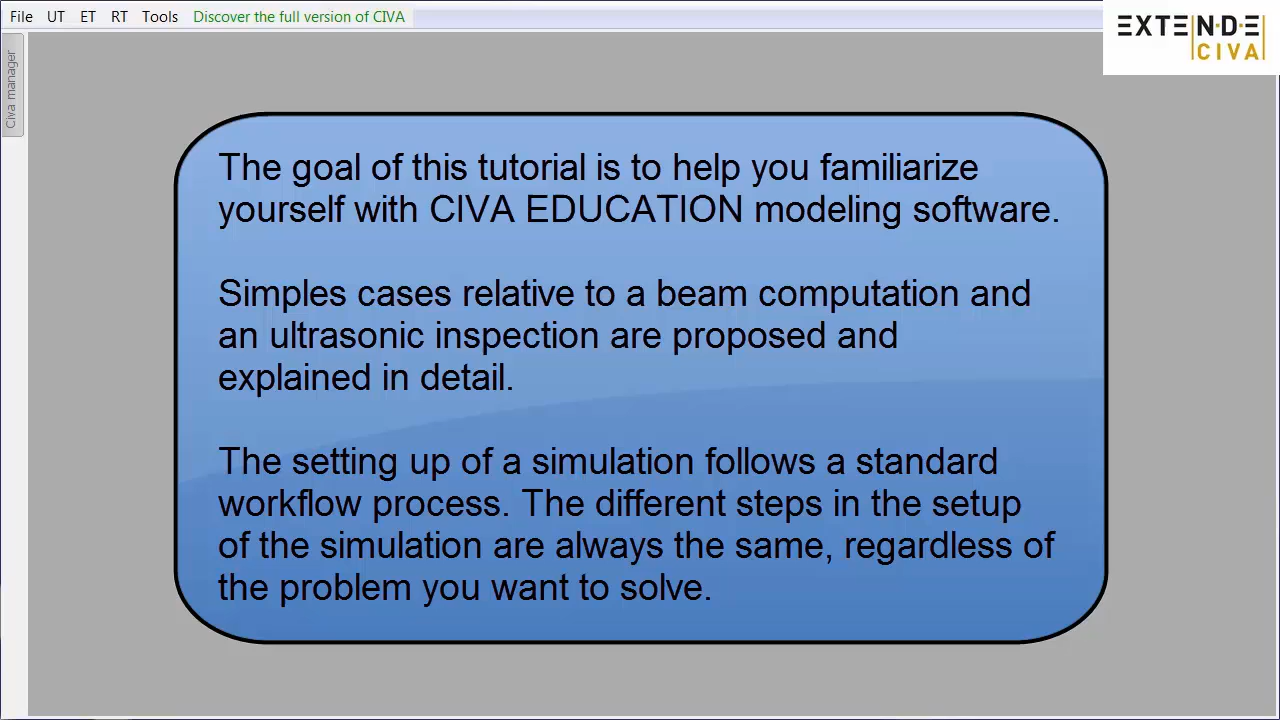 File UT ET RT Tools Discover the full version of CIVA
EXTENDE
CIVA
Civa manager
The goal of this tutorial is to help you familiarize
yourself with CIVA EDUCATION modeling software.
Simples cases relative to a beam computation and
an ultrasonic inspection are proposed and
explained in detail.
The setting up of a simulation follows a standard
workflow process. The different steps in the setup
of the simulation are always the same, regardless of
the problem you want to solve.